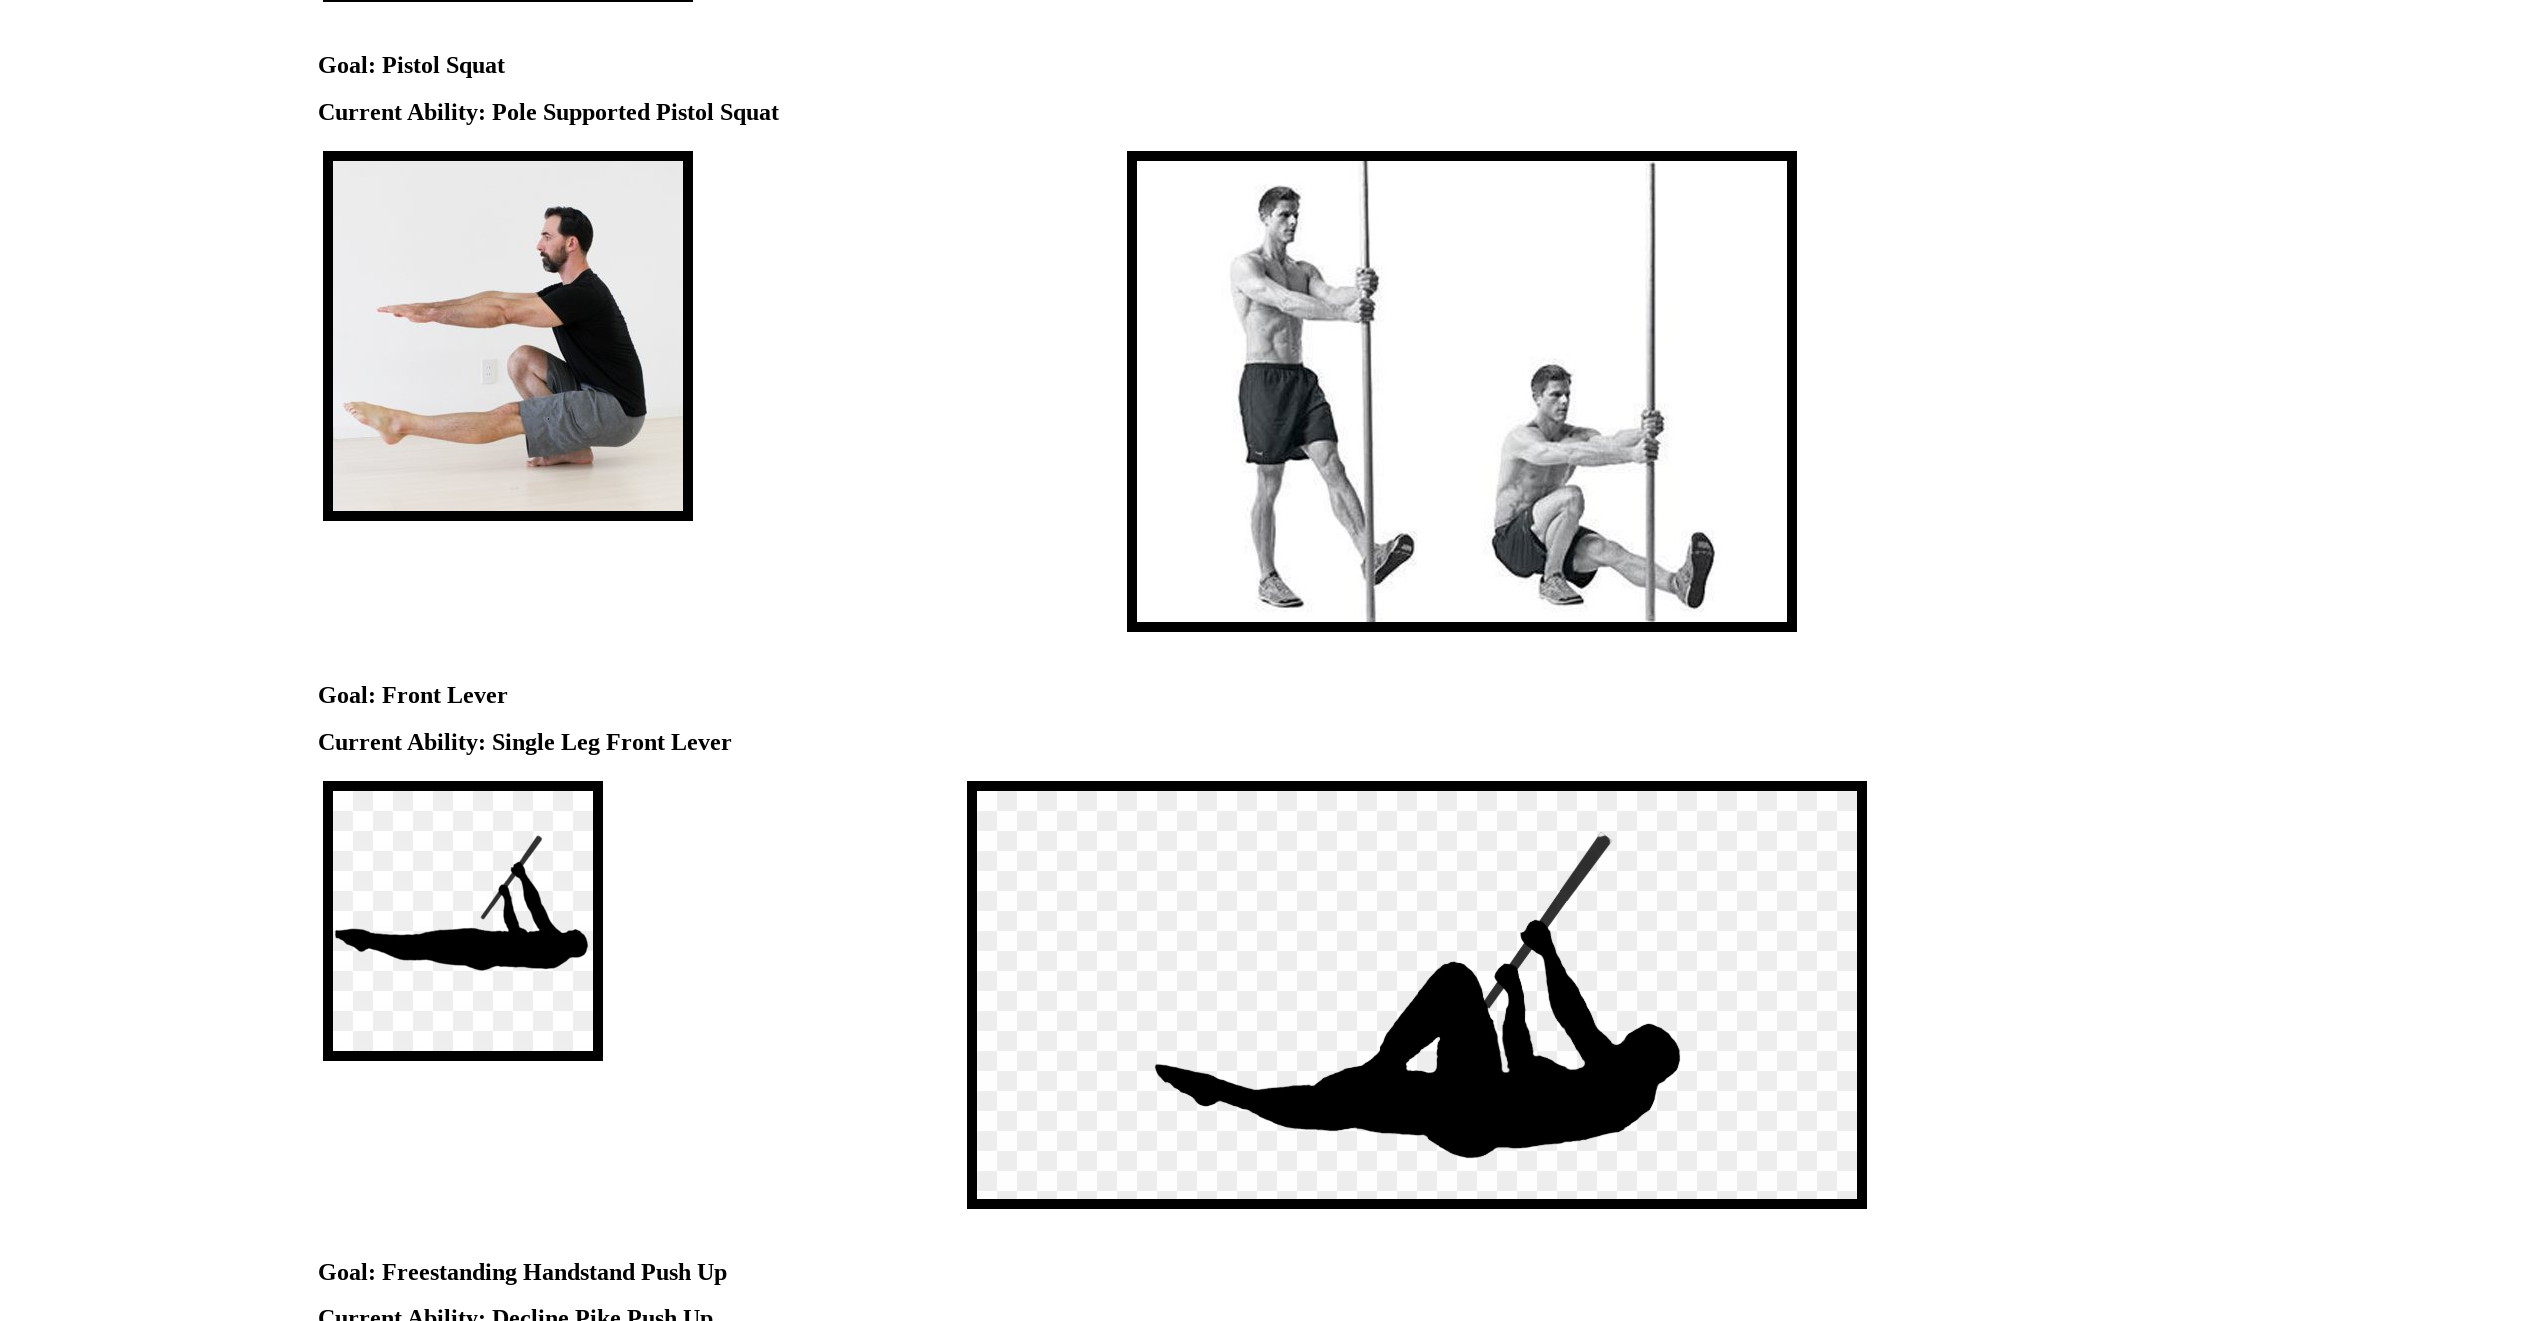 Goal: Pistol Squat
Current Ability: Pole Supported Pistol Squat
Goal: Front Lever
Current Ability: Single Leg Front Lever
Goal: Freestanding Handstand Push Up
Current Ability: Decline Pike Push Up